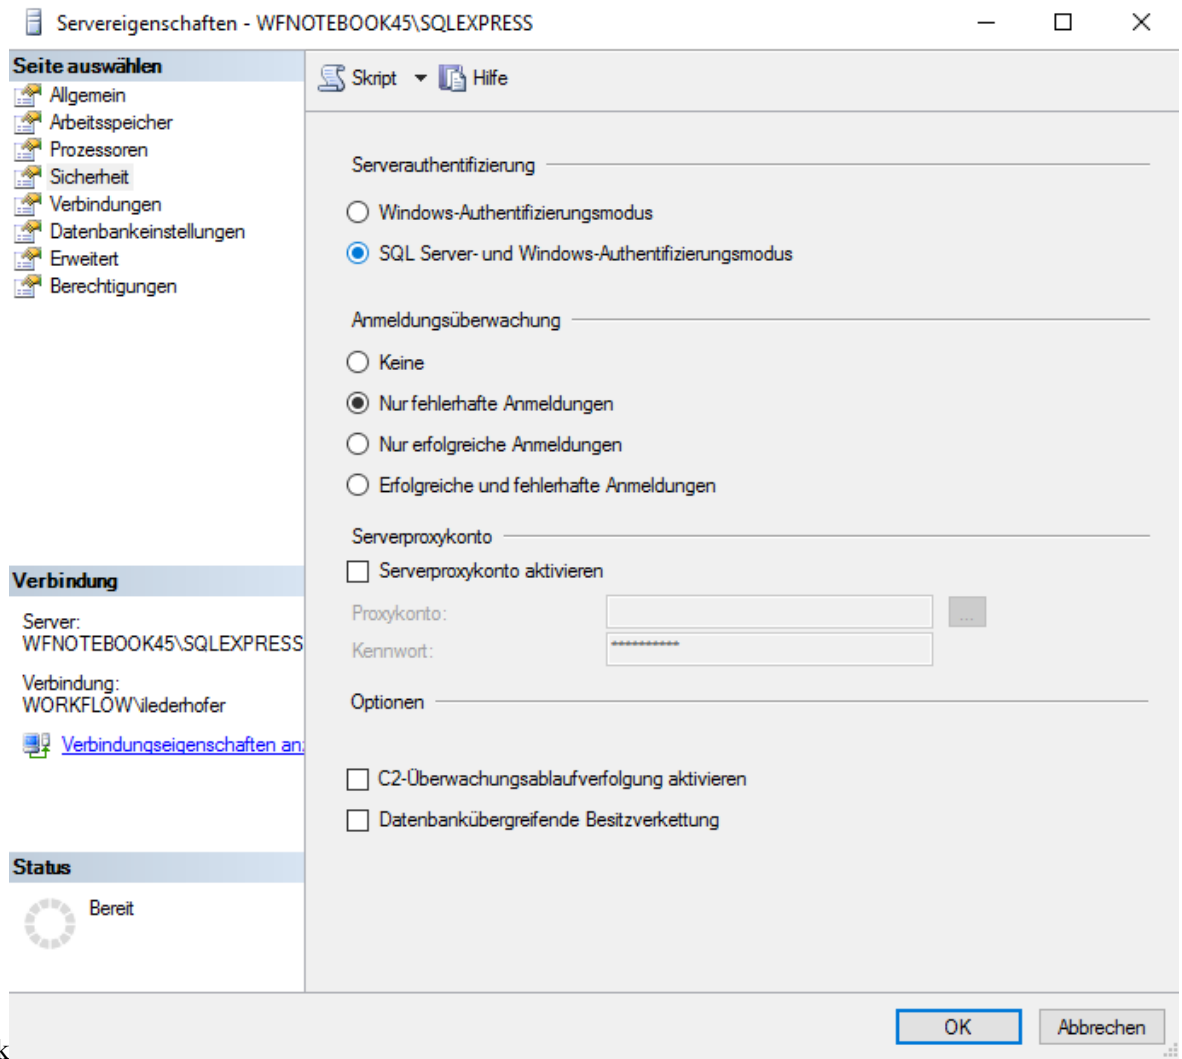 Servereigenschaften - WFNOTEBOOK45\SQLEXPRESS
Seite auswählen
Allgemein
Arbeitsspeicher
Prozessoren
Sicherheit
Verbindungen
Datenbankeinstellungen
Erweitert
Berechtigungen
Skript
Hilfe
Serverauthentifizierung
Windows-Authentifizierungsmodus
SQL Server- und Windows-Authentifizierungsmodus
Anmeldungsüberwachung
Keine
Nur fehlerhafte Anmeldungen
Nur erfolgreiche Anmeldungen
Erfolgreiche und fehlerhafte Anmeldungen
Serverproxykonto
Serverproxykonto aktivieren
Proxykonto:
...
Kennwort:
**********
Optionen
C2-Überwachungsablaufverfolgung aktivieren
Datenbankübergreifende Besitzverkettung
Verbindung
Server:
WFNOTEBOOK45\SQLEXPRESS
Verbindung:
WORKFLOW\ilederhofer
Verbindungseigenschaften an
Status
Bereit
OK
Abbrechen
k